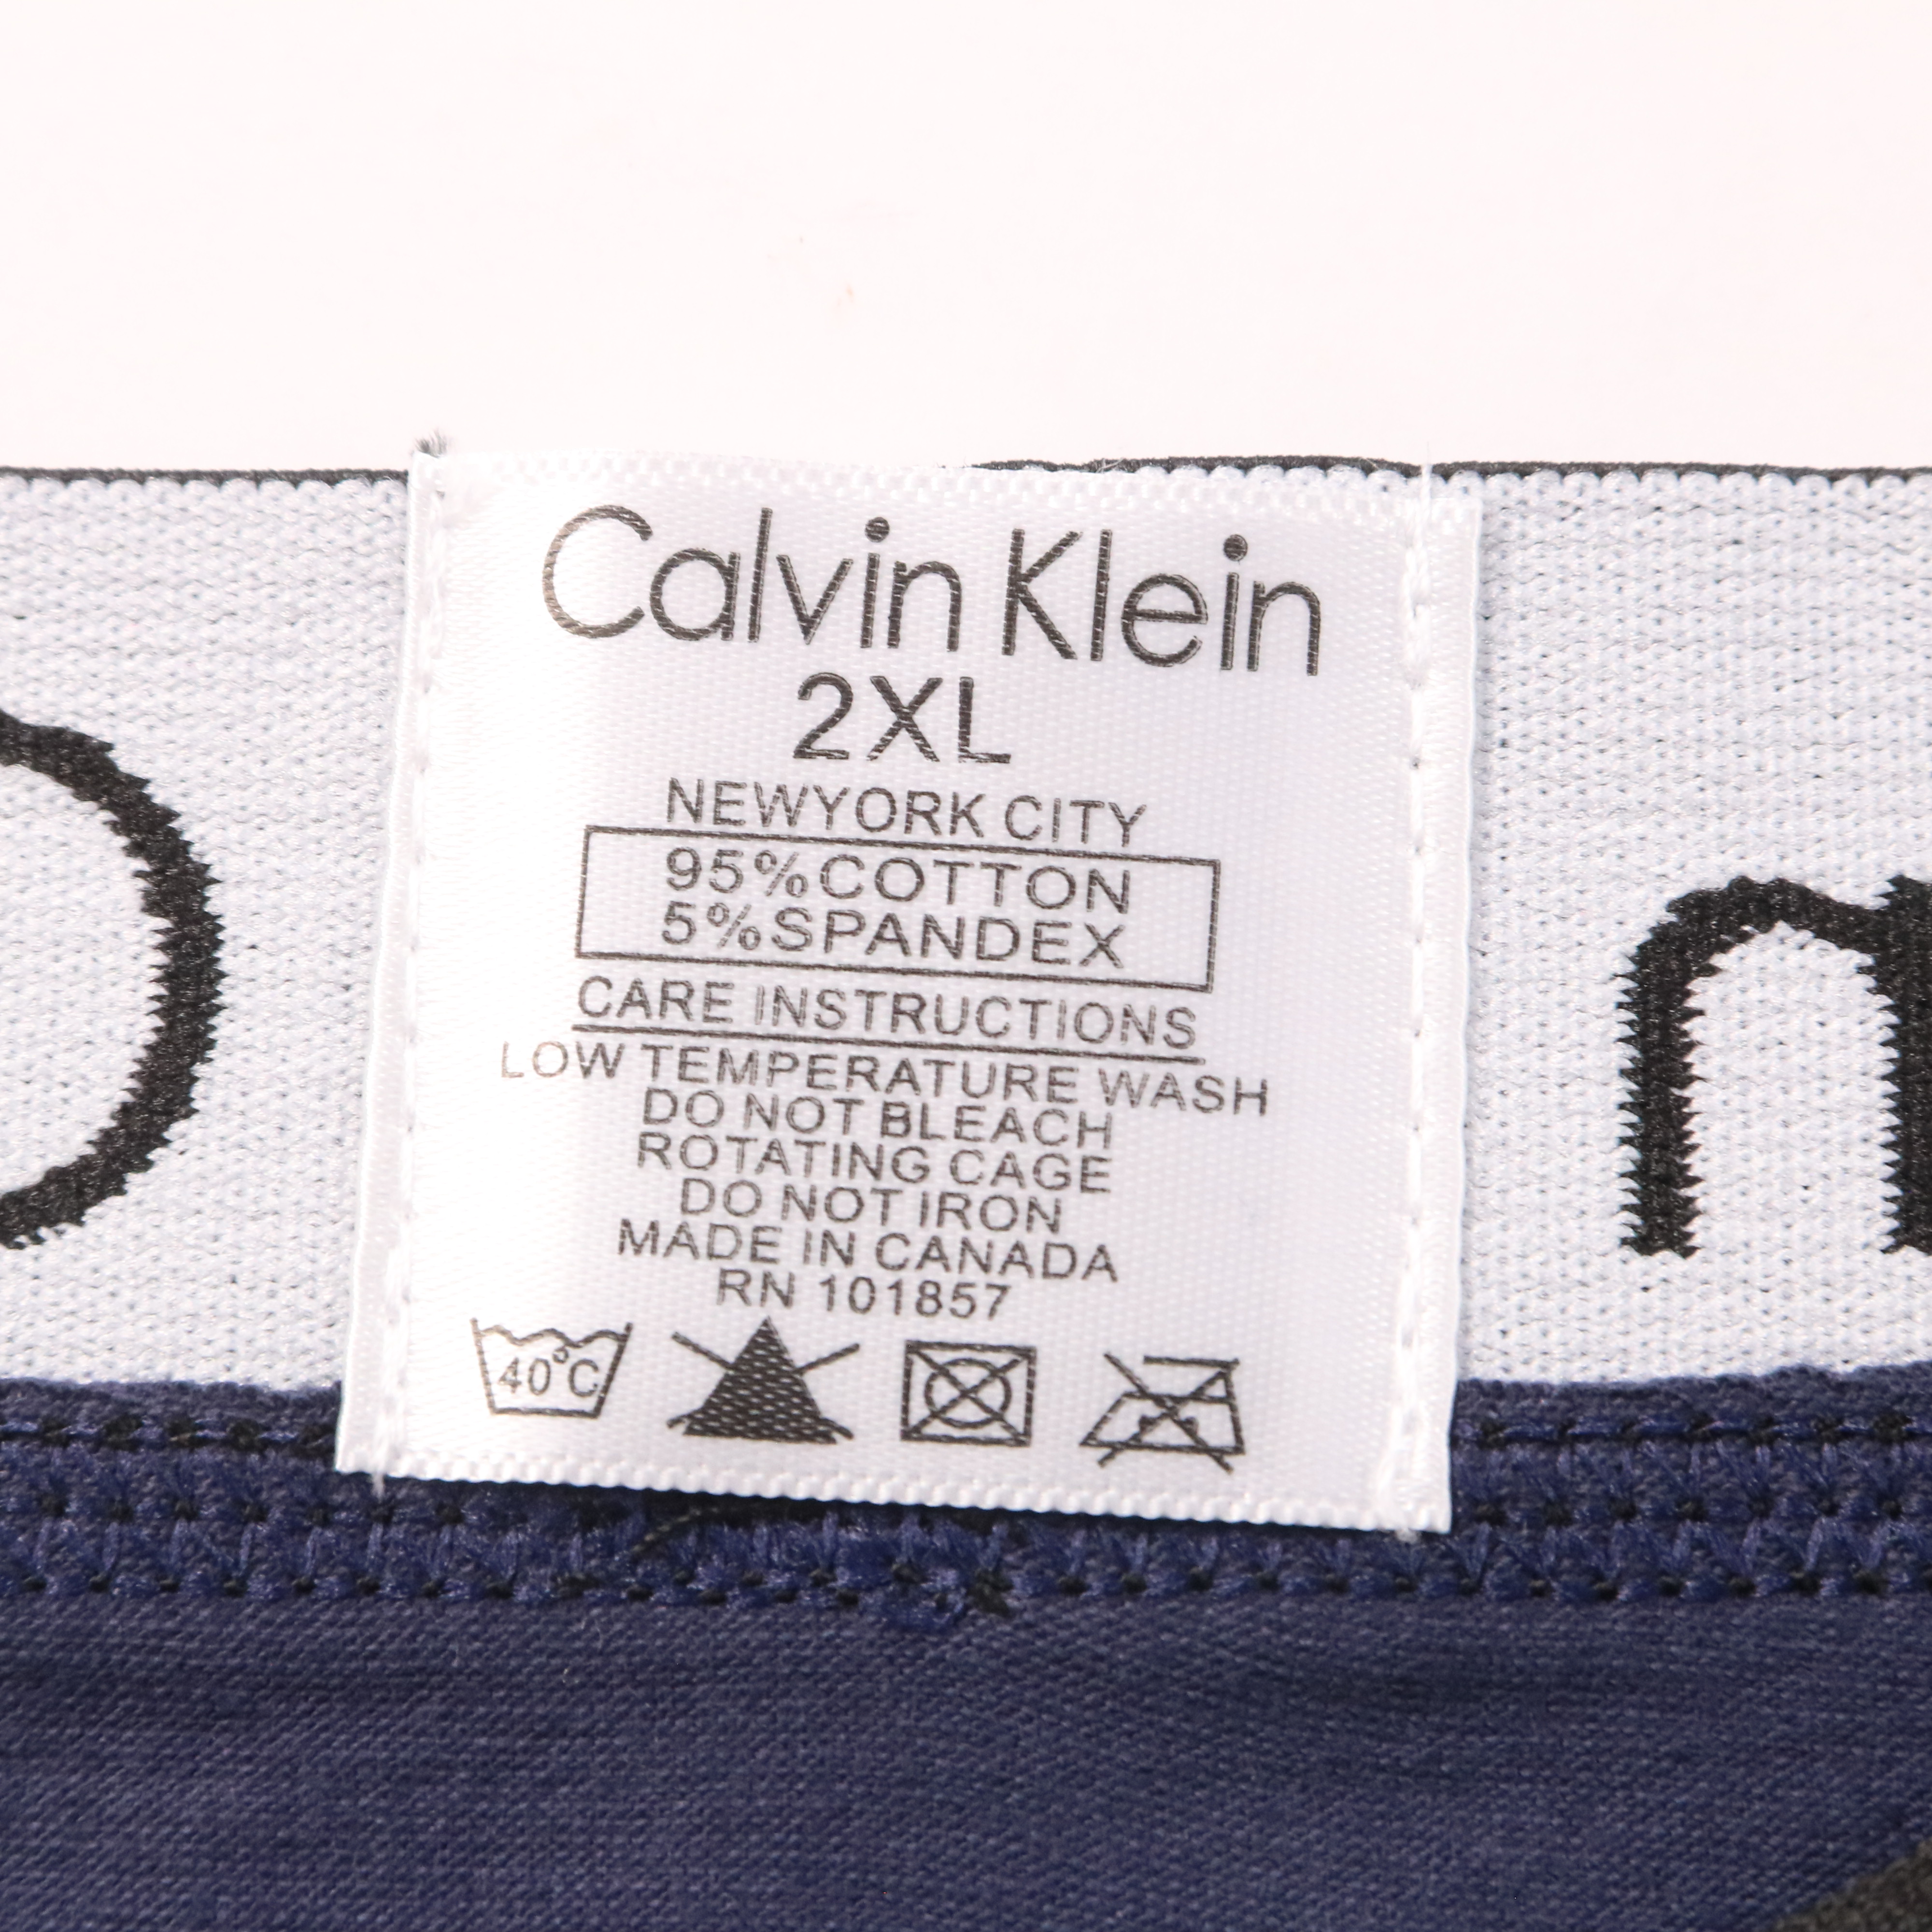 Calvin Klein
2XL
NEWYORK CITY
95%COTTON
5%SPANDEX
CARE INSTRUCTIONS
LOW TEMPERATURE WASH
DO NOT BLEACH
ROTATING CAGE
DO NOT IRON
MADE IN CANADA
RN 101857
40°C
n